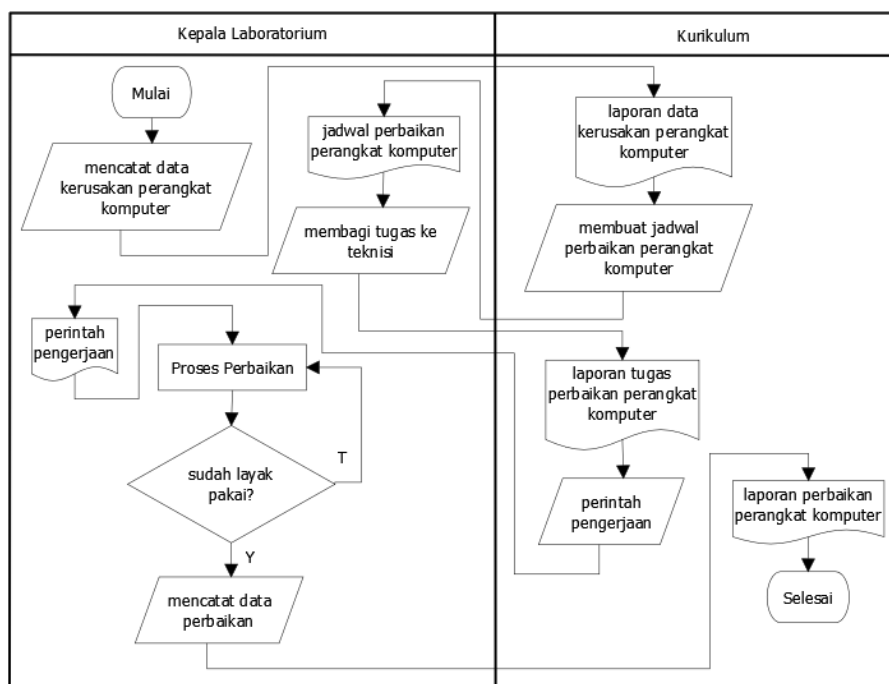 Kepala Laboratorium
Kurikulum
Mulai
mencatat data
kerusakan perangkat
komputer
jadwal perbaikan
perangkat komputer
membagi tugas ke
teknisi
laporan data
kerusakan perangkat
komputer
membuat jadwal
perbaikan perangkat
komputer
perintah
pengerjaan
Proses Perbaikan
sudah layak
pakai?
T
Y
mencatat data
perbaikan
laporan tugas
perbaikan perangkat
komputer
perintah
pengerjaan
laporan perbaikan
perangkat komputer
Selesai